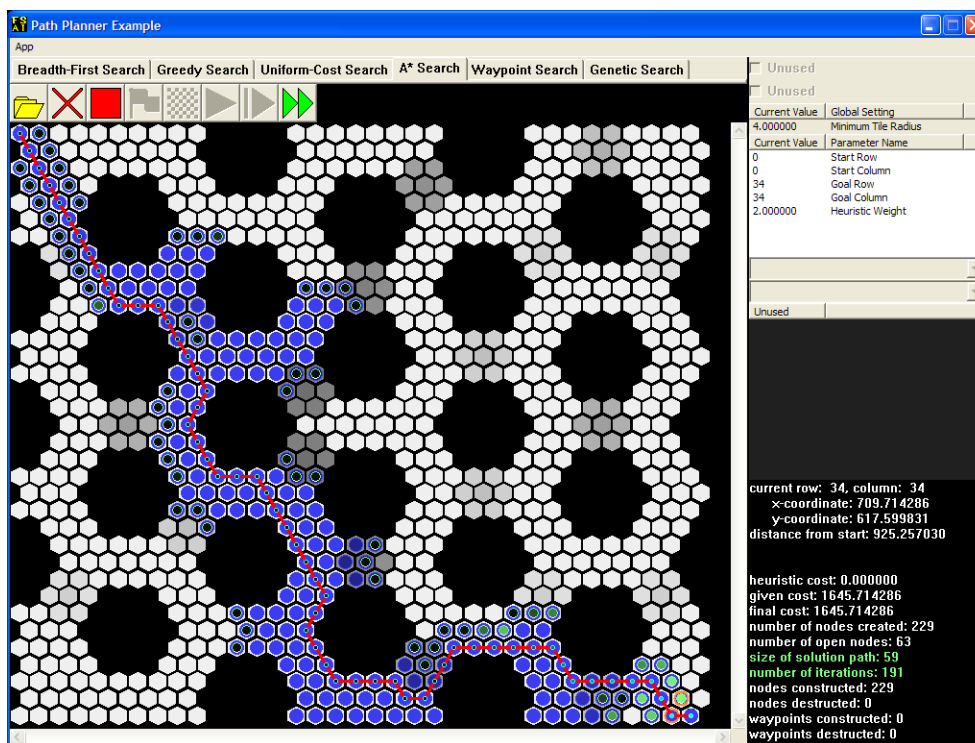 Path Planner Example
App
Breadth-First Search Greedy Search Uniform-Cost Search A* Search Waypoint Search Genetic Search
Unused
Unused
Current Value Global Setting
4.000000 Minimum Tile Radius
Current Value Parameter Name
0 Start Row
0 Start Column
34 Goal Row
34 Goal Column
2.000000 Heuristic Weight
Unused
current row: 34, column: 34
x-coordinate: 709.714286
y-coordinate: 617.599831
distance from start: 925.257030
heuristic cost: 0.000000
given cost: 1645.714286
final cost: 1645.714286
number of nodes created: 229
number of open nodes: 63
size of solution path: 59
number of iterations: 191
nodes constructed: 229
nodes destructed: 0
waypoints constructed: 0
waypoints destructed: 0